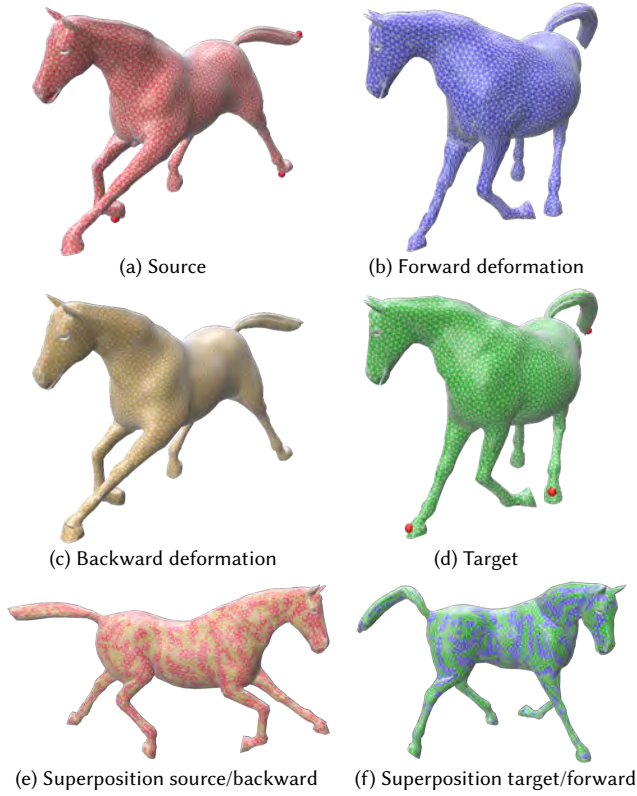 (a) Source
(b) Forward deformation
(c) Backward deformation
(d) Target
(e) Superposition source/backward
(f) Superposition target/forward